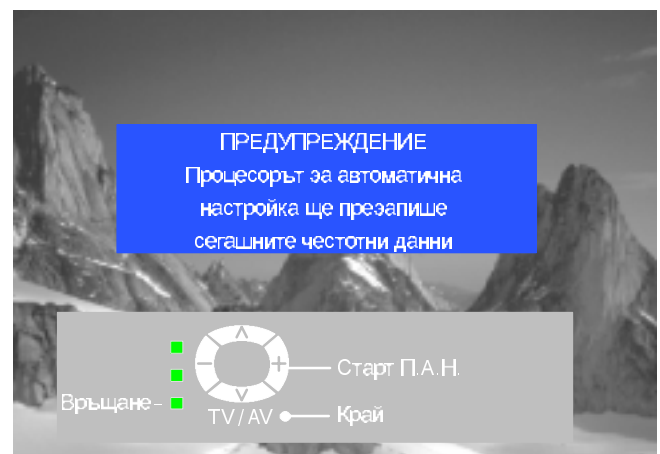 ПРЕДУПРЕЖДЕНИЕ
Процесорът эа автоматична
настройка ще преэапише
сегашните честотни данни
Старт П.А.Н.
Връщане-
TV/AV
Край